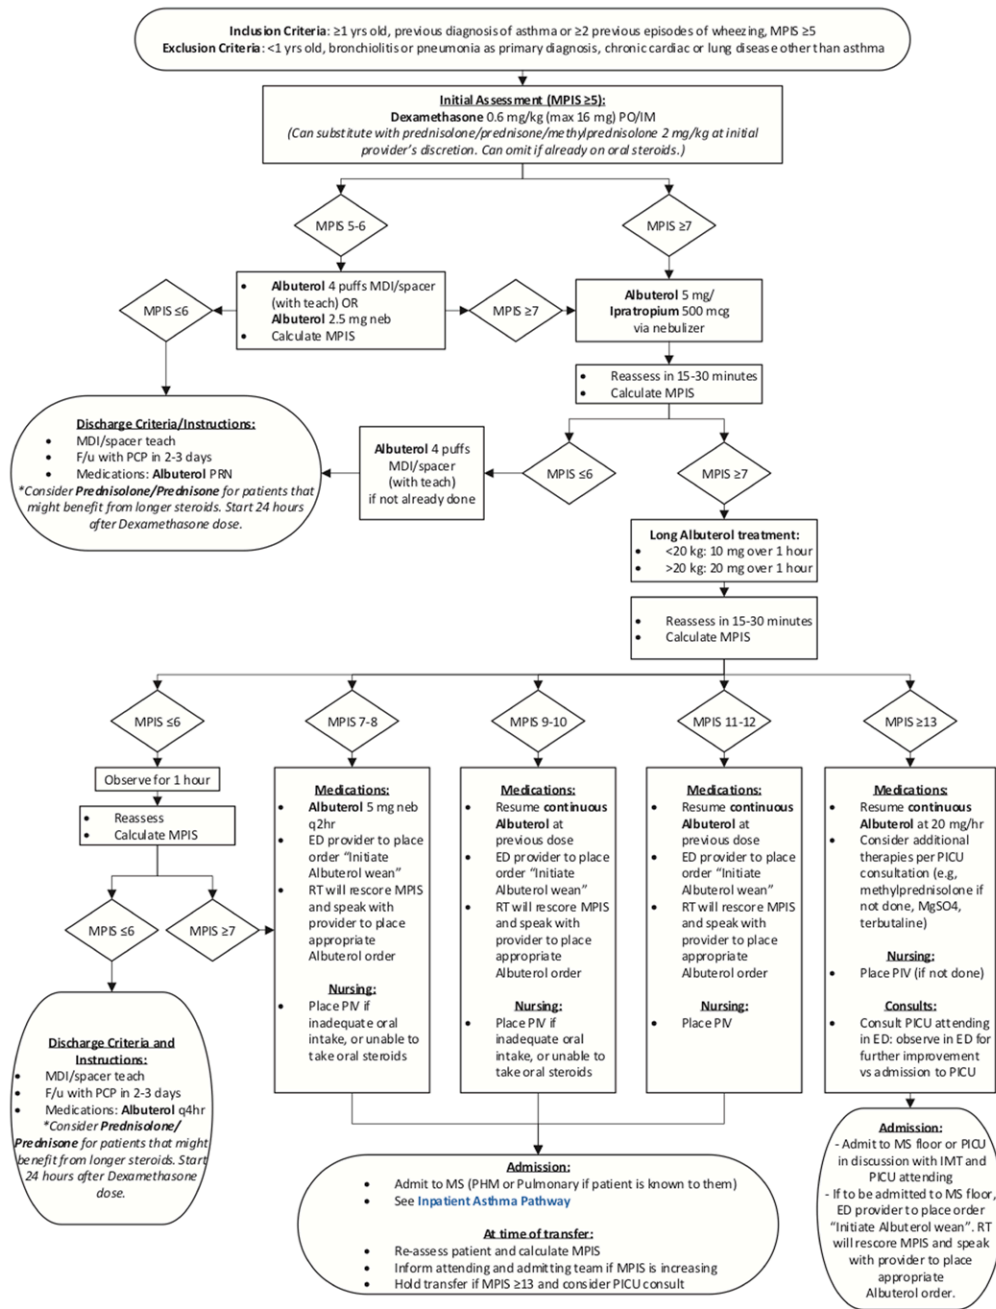 Inclusion Criteria: ≥1 yrs old, previous diagnosis of asthma or ≥2 previous episodes of wheezing, MPIS ≥5
Exclusion Criteria: <1 yrs old, bronchiolitis or pneumonia as primary diagnosis, chronic cardiac or lung disease other than asthma
Initial Assessment (MPIS ≥5):
Dexamethasone 0.6 mg/kg (max 16 mg) PO/IM
(Can substitute with prednisolone/prednisone/methylprednisolone 2 mg/kg at initial
provider's discretion. Can omit if already on oral steroids.)
MPIS 5-6
MPIS ≥7
MPIS ≤6
• Albuterol 4 puffs MDI/spacer
(with teach) OR
Albuterol 2.5 mg neb
• Calculate MPIS
MPIS ≥7
Albuterol 5 mg/
Ipratropium 500 mcg
via nebulizer
• Reassess in 15-30 minutes
• Calculate MPIS
Discharge Criteria/Instructions:
• MDI/spacer teach
• F/u with PCP in 2-3 days
• Medications: Albuterol PRN
*Consider Prednisolone/Prednisone for patients that
might benefit from longer steroids. Start 24 hours
after Dexamethasone dose.
Albuterol 4 puffs
MDI/spacer
(with teach)
if not already done
MPIS ≤6
MPIS ≥7
Long Albuterol treatment:
• <20 kg: 10 mg over 1 hour
• >20 kg: 20 mg over 1 hour
• Reassess in 15-30 minutes
• Calculate MPIS
MPIS ≤6
MPIS 7-8
MPIS 9-10
MPIS 11-12
MPIS ≥13
Observe for 1 hour
• Reassess
• Calculate MPIS
MPIS ≤6
MPIS ≥7
Discharge Criteria and
Instructions:
• MDI/spacer teach
• F/u with PCP in 2-3 days
• Medications: Albuterol q4hr
*Consider Prednisolone/
Prednisone for patients that might
benefit from longer steroids. Start
24 hours after Dexamethasone
dose.
Medications:
• Albuterol 5 mg neb
q2hr
• ED provider to place
order "Initiate
Albuterol wean"
• RT will rescore MPIS
and speak with
provider to place
appropriate
Albuterol order
Nursing:
• Place PIV if
inadequate oral
intake, or unable to
take oral steroids
Medications:
• Resume continuous
Albuterol at
previous dose
• ED provider to place
order "Initiate
Albuterol wean"
• RT will rescore MPIS
and speak with
provider to place
appropriate
Albuterol order
Nursing:
• Place PIV if
inadequate oral
intake, or unable to
take oral steroids
Medications:
• Resume continuous
Albuterol at
previous dose
• ED provider to place
order "Initiate
Albuterol wean"
• RT will rescore MPIS
and speak with
provider to place
appropriate
Albuterol order
Nursing:
• Place PIV
Medications:
• Resume continuous
Albuterol at 20 mg/hr
• Consider additional
therapies per PICU
consultation (e.g,
methylprednisolone if
not done, MgSO4,
terbutaline)
Nursing:
• Place PIV (if not done)
Consults:
• Consult PICU attending
in ED: observe in ED for
further improvement
vs admission to PICU
Admission:
• Admit to MS (PHM or Pulmonary if patient is known to them)
• See Inpatient Asthma Pathway
At time of transfer:
• Re-assess patient and calculate MPIS
• Inform attending and admitting team if MPIS is increasing
• Hold transfer if MPIS ≥13 and consider PICU consult
Admission:
- Admit to MS floor or PICU
in discussion with IMT and
PICU attending
- If to be admitted to MS floor,
ED provider to place order
"Initiate Albuterol wean". RT
will rescore MPIS and speak
with provider to place
appropriate
Albuterol order.